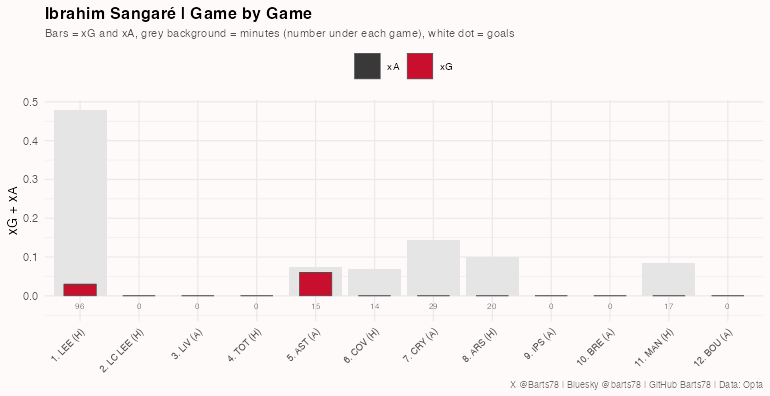 Ibrahim Sangaré | Game by Game
Bars = xG and xA, grey background = minutes (number under each game), white dot = goals
xA xG
xG + xA
0.5
0.4
0.3
0.2
0.1
0.0
96 0 0 0 15 14 29 20 0 0 17 0
1. LEE (H)
2. LC LEE (H)
3. LIV (A)
4. TOT (H)
5. AST (A)
6. COV (H)
7. CRY (A)
8. ARS (H)
9. IPS (A)
10. BRE (A)
11. MAN (H)
12. BOU (A)
X @Barts78 | Bluesky @barts78 | GitHub Barts78 | Data: Opta